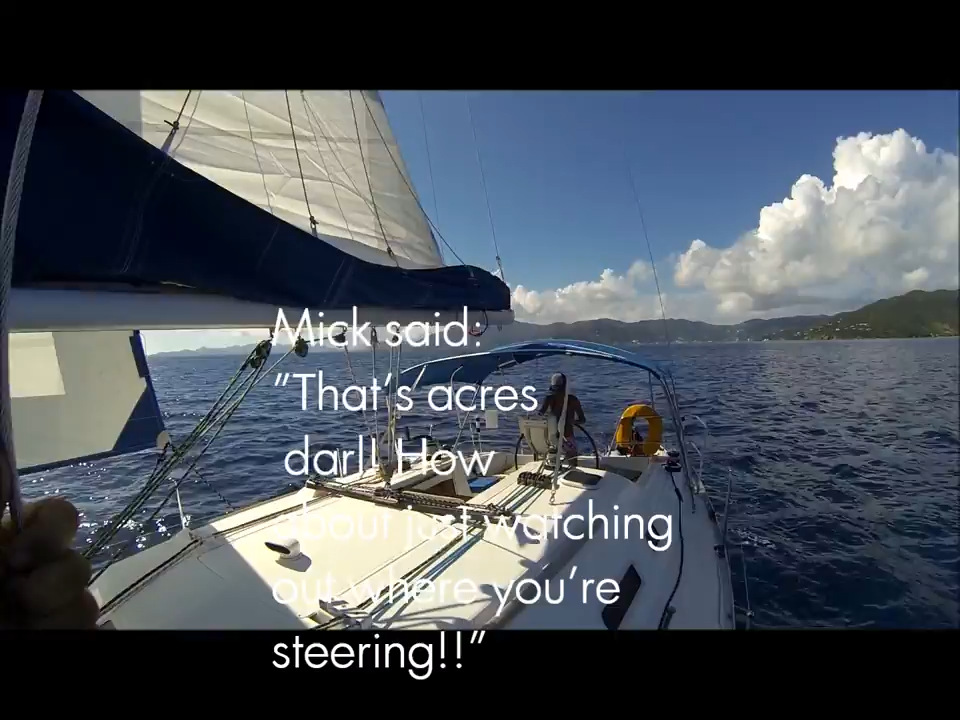 Mick said:
"That's acres
darl! How
about just watching
out where you're
steering!!"